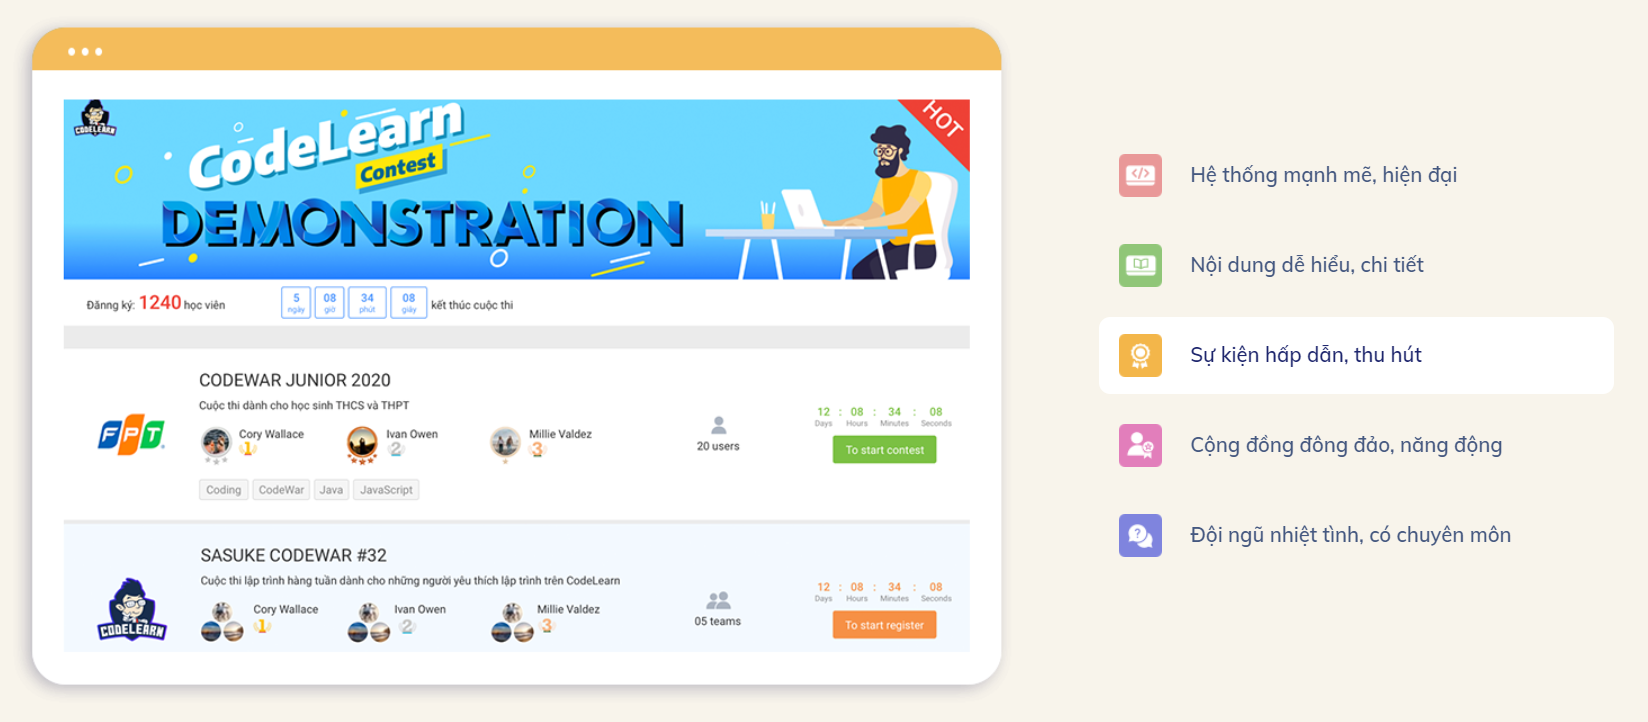 CODELEARN
CodeLearn
Contest
DEMONSTRATION
HOT
Đănng ký: 1240 học viên
5 ngày 08 giờ 34 phút 08 giây kết thúc cuộc thi
FPT
CODEWAR JUNIOR 2020
Cuộc thi dành cho học sinh THCS và THPT
Cory Wallace 1
Ivan Owen 2
Millie Valdez 3
20 users
12 : 08 : 34 : 08
Days Hours Minutes Seconds
To start contest
Coding CodeWar Java JavaScript
CODELEARN
SASUKE CODEWAR #32
Cuộc thi lập trình hàng tuần dành cho những người yêu thích lập trình trên CodeLearn
Cory Wallace 1
Ivan Owen 2
Millie Valdez 3
05 teams
12 : 08 : 34 : 08
Days Hours Minutes Seconds
To start register
Hệ thống mạnh mẽ, hiện đại
Nội dung dễ hiểu, chi tiết
Sự kiện hấp dẫn, thu hút
Cộng đồng đông đảo, năng động
Đội ngũ nhiệt tình, có chuyên môn